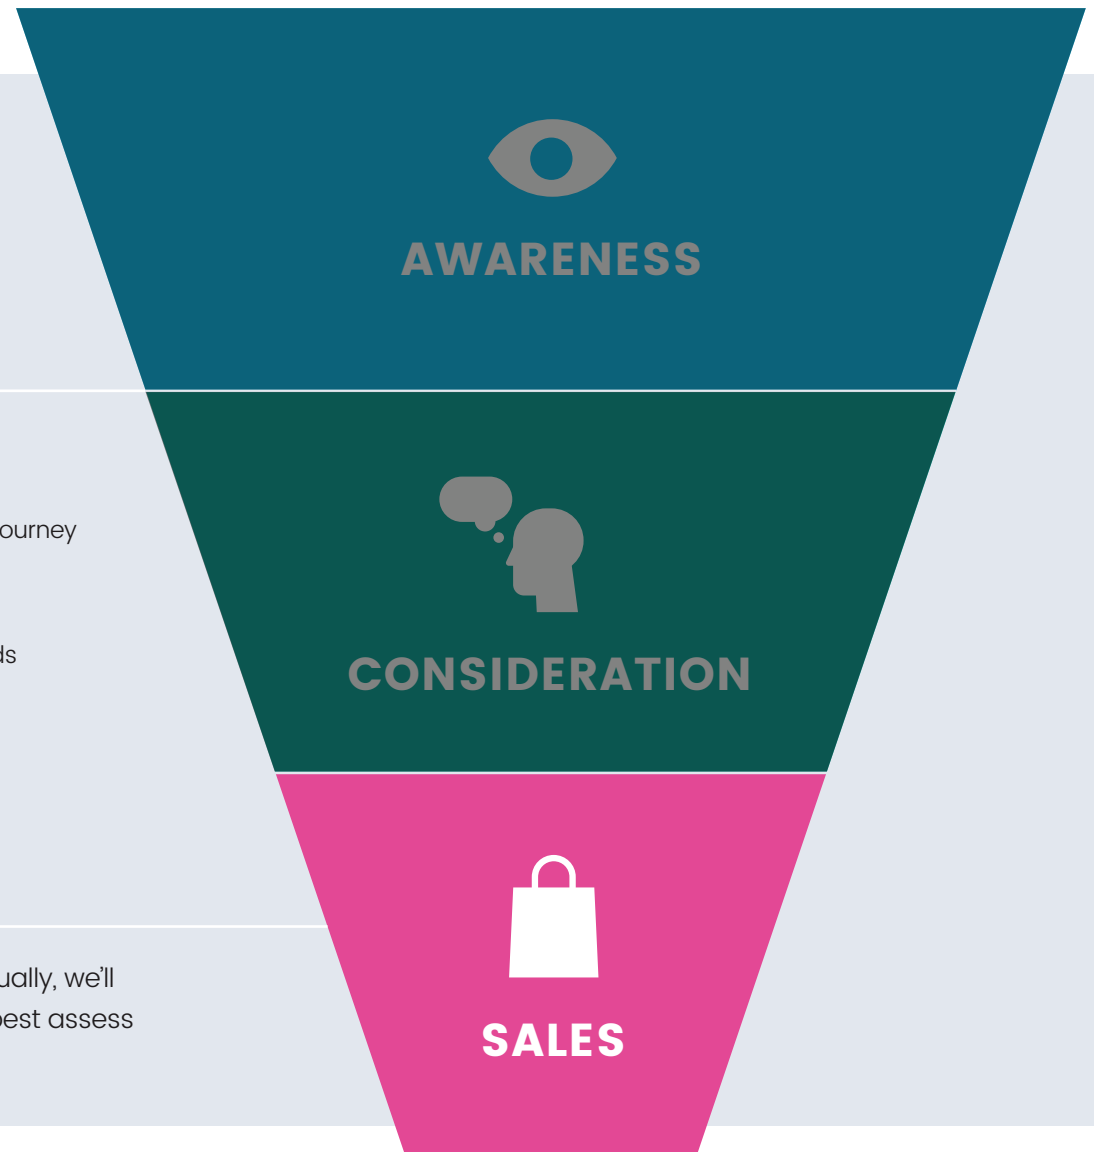 AWARENESS
ourney
ds
CONSIDERATION
ually, we'll
best assess
SALES